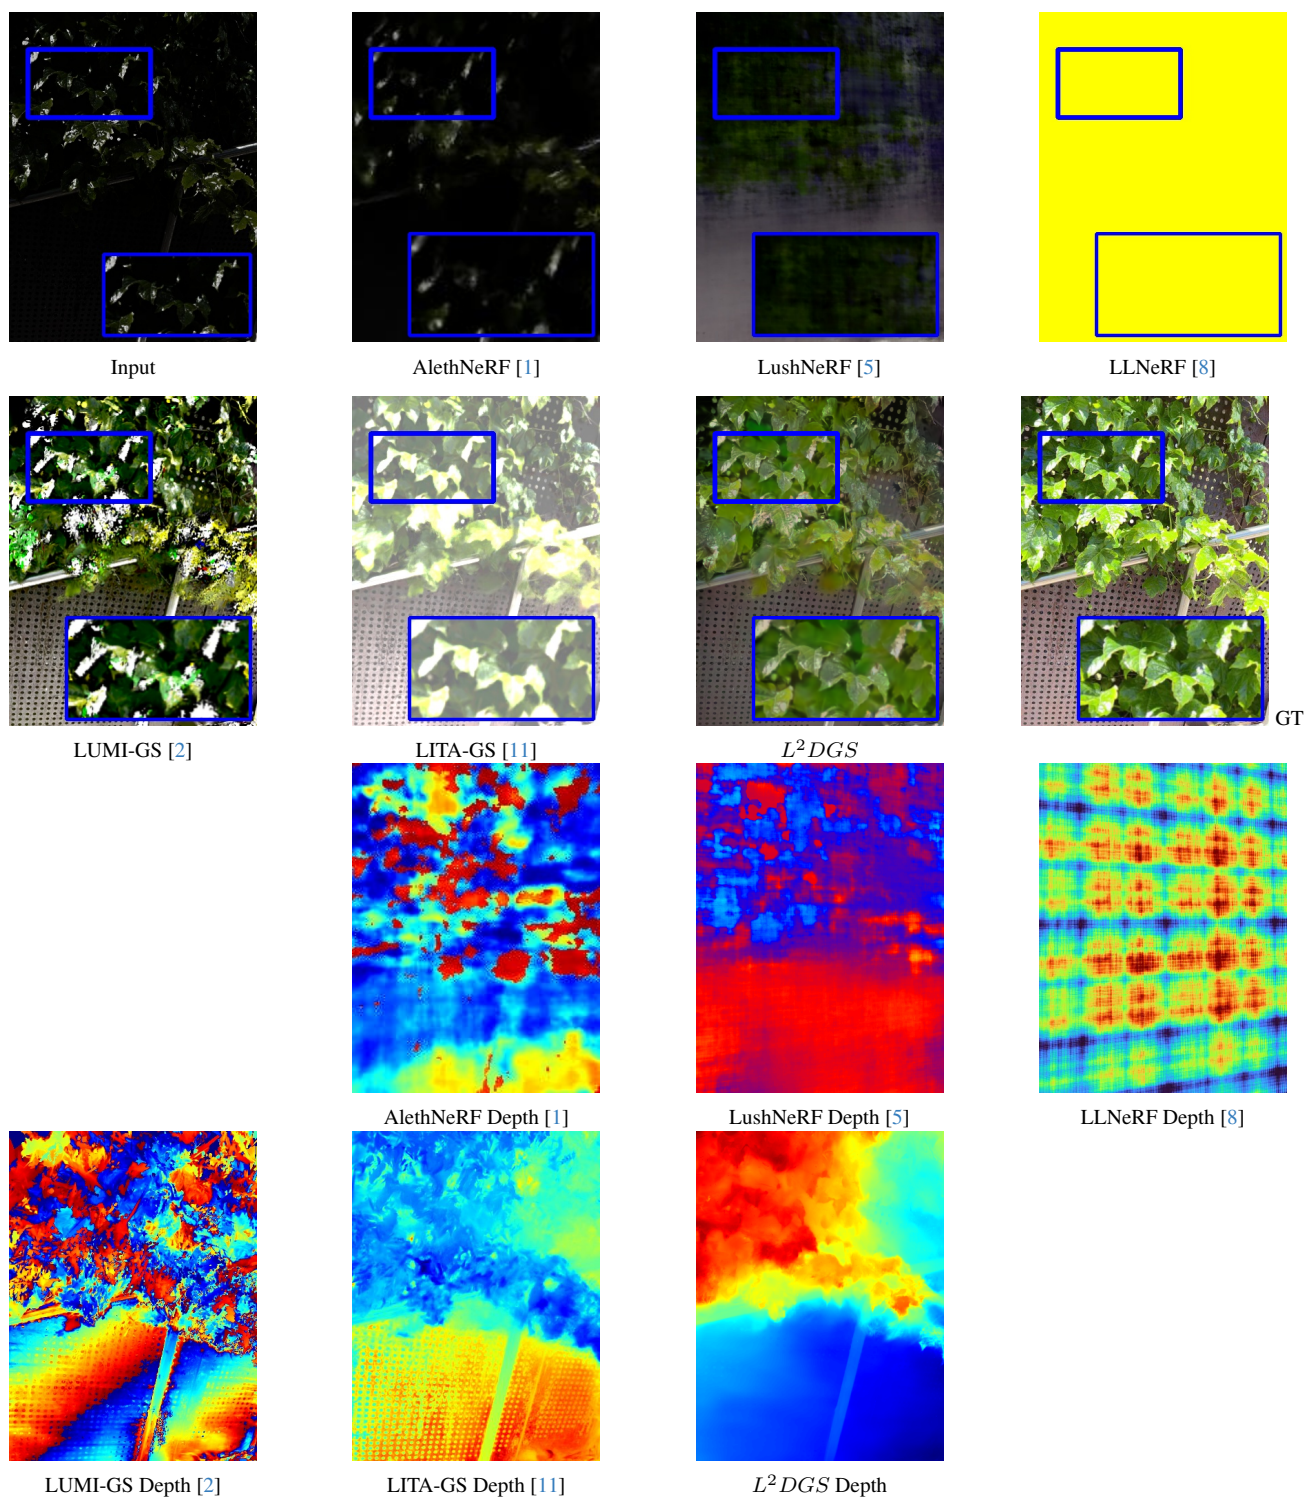 Input
AlethNeRF [1]
LushNeRF [5]
LLNeRF [8]
GT
LUMI-GS [2]
LITA-GS [11]
L²DGS
AlethNeRF Depth [1]
LushNeRF Depth [5]
LLNeRF Depth [8]
LUMI-GS Depth [2]
LITA-GS Depth [11]
L²DGS Depth